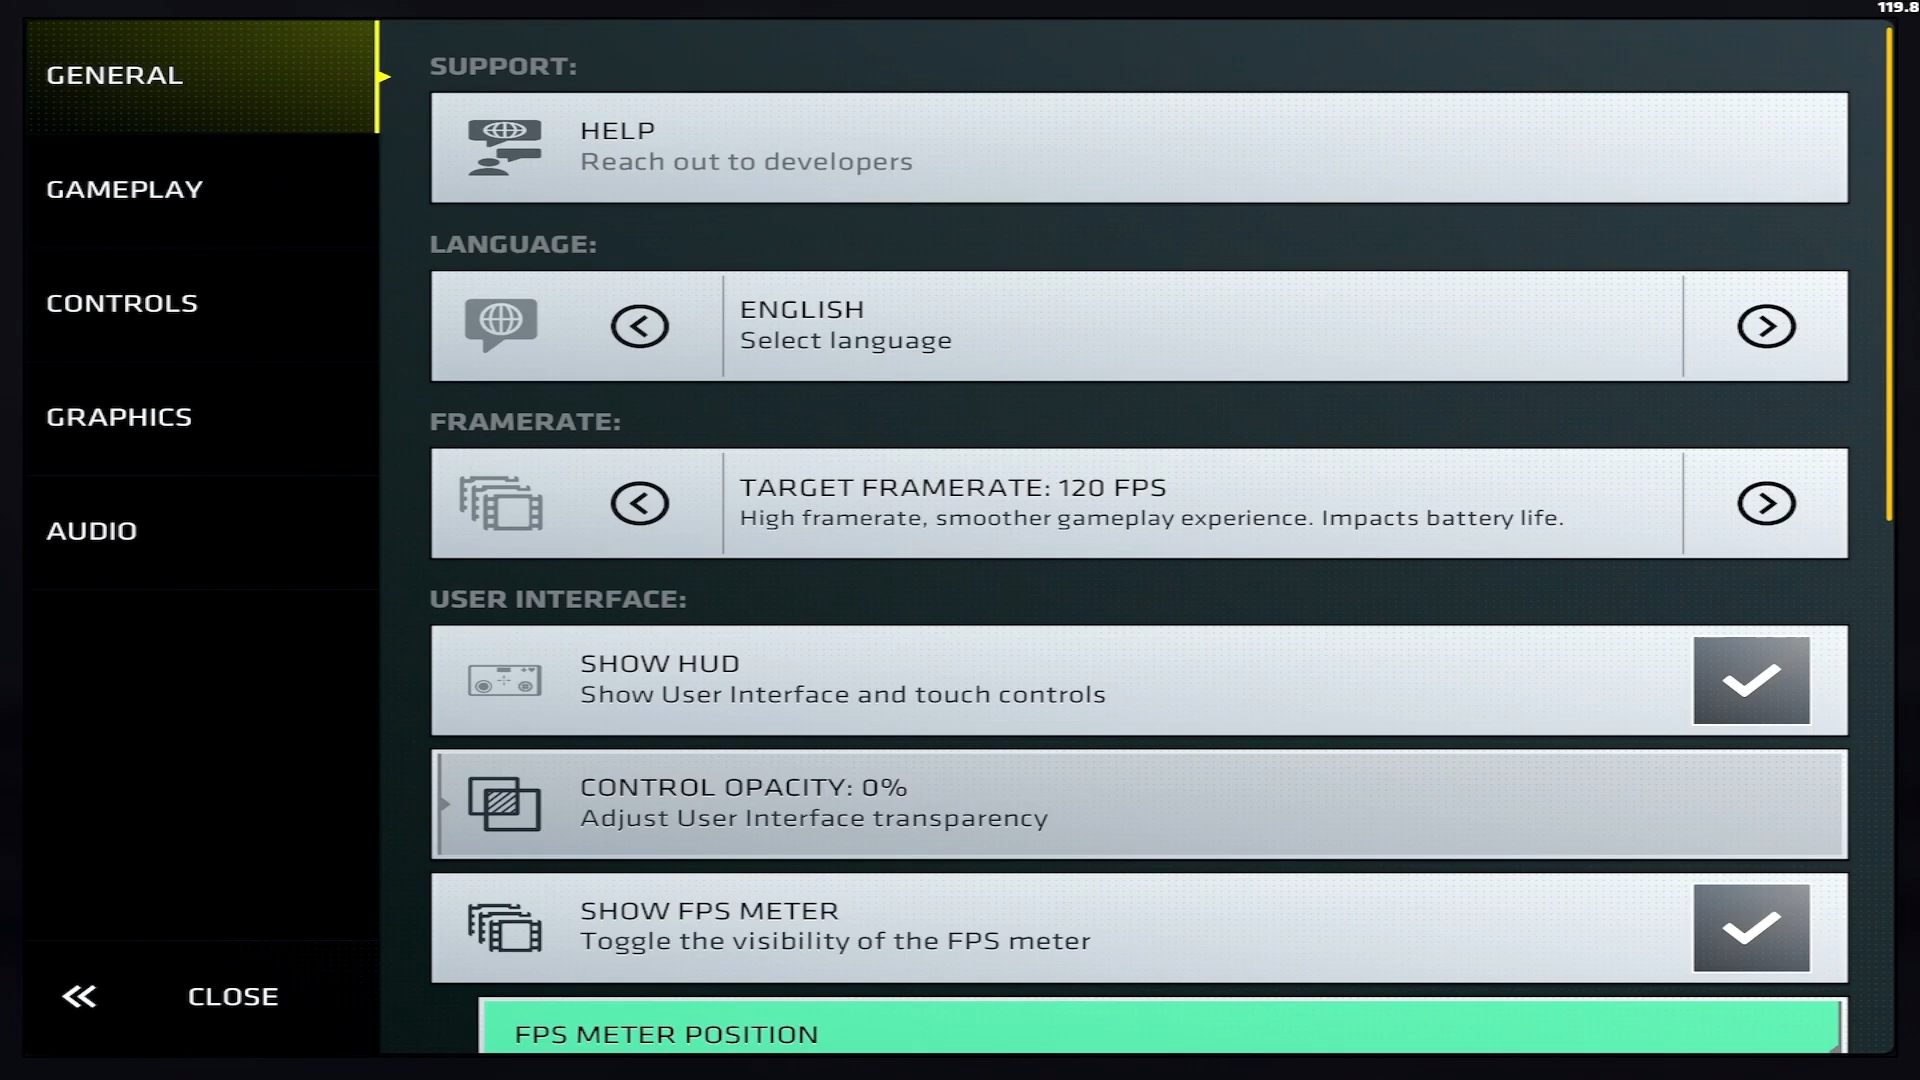 119.8
GENERAL
GAMEPLAY
CONTROLS
GRAPHICS
AUDIO
CLOSE
SUPPORT:
HELP
Reach out to developers
LANGUAGE:
ENGLISH
Select language
FRAMERATE:
TARGET FRAMERATE: 120 FPS
High framerate, smoother gameplay experience. Impacts battery life.
USER INTERFACE:
SHOW HUD
Show User Interface and touch controls
CONTROL OPACITY: 0%
Adjust User Interface transparency
SHOW FPS METER
Toggle the visibility of the FPS meter
FPS METER POSITION